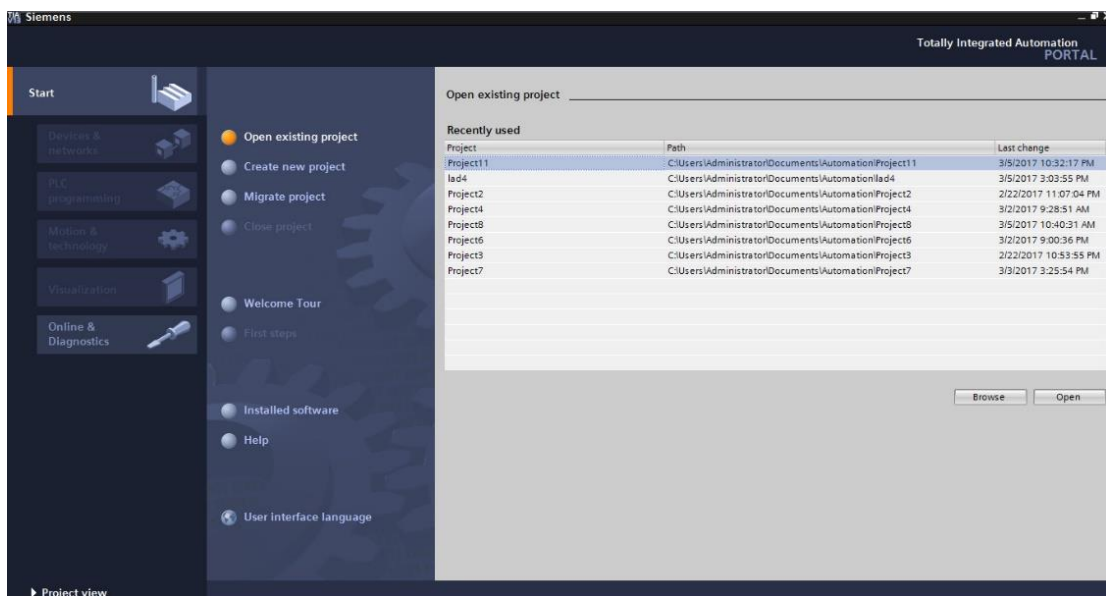 Siemens
Totally Integrated Automation
PORTAL
Start
Devices &
networks
PLC
programming
Motion &
technology
Visualization
Online &
Diagnostics
Open existing project
Create new project
Migrate project
Close project
Welcome Tour
First steps
Installed software
Help
User interface language
Open existing project
Recently used
Project Path Last change
Project11 C:\Users\Administrator\Documents\Automation\Project11 3/5/2017 10:32:17 PM
lad4 C:\Users\Administrator\Documents\Automation\lad4 3/5/2017 3:03:55 PM
Project2 C:\Users\Administrator\Documents\Automation\Project2 2/22/2017 11:07:04 PM
Project4 C:\Users\Administrator\Documents\Automation\Project4 3/2/2017 9:28:51 AM
Project8 C:\Users\Administrator\Documents\Automation\Project8 3/5/2017 10:40:31 AM
Project6 C:\Users\Administrator\Documents\Automation\Project6 3/2/2017 9:00:36 PM
Project3 C:\Users\Administrator\Documents\Automation\Project3 2/22/2017 10:53:55 PM
Project7 C:\Users\Administrator\Documents\Automation\Project7 3/3/2017 3:25:54 PM
Browse Open
Project view